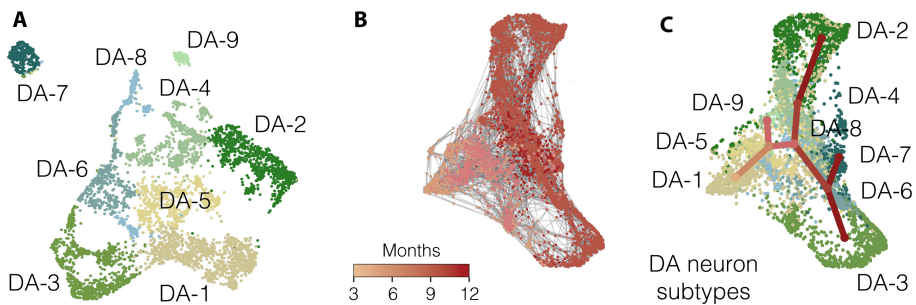 A
DA-9
DA-8
DA-7
DA-4
DA-2
DA-6
DA-5
DA-3
DA-1
B
Months
3 6 9 12
C
DA-2
DA-9
DA-4
DA-8
DA-5
DA-7
DA-1
DA-6
DA neuron
subtypes
DA-3